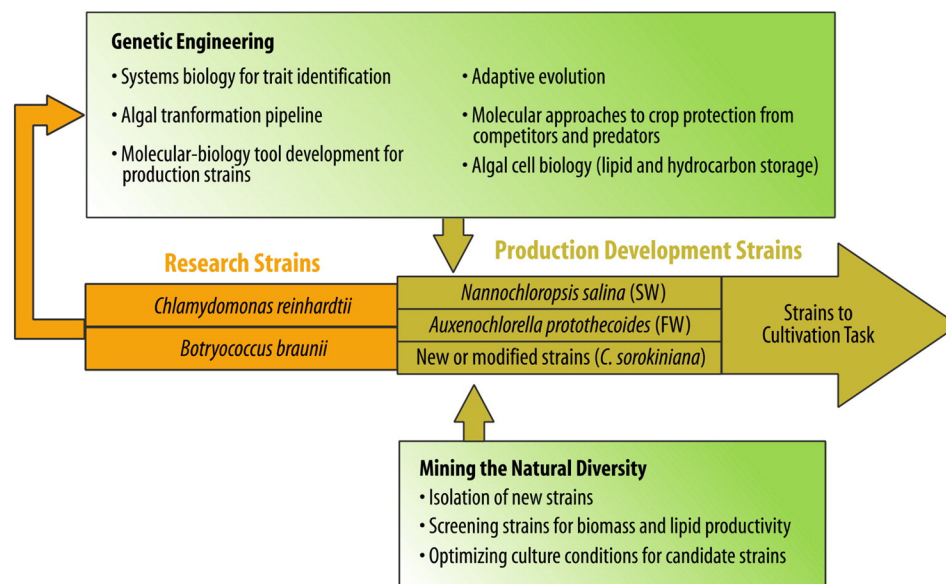 Genetic Engineering
• Systems biology for trait identification
• Algal tranformation pipeline
• Molecular-biology tool development for
production strains
• Adaptive evolution
• Molecular approaches to crop protection from
competitors and predators
• Algal cell biology (lipid and hydrocarbon storage)
Research Strains
Production Development Strains
Chlamydomonas reinhardtii
Botryococcus braunii
Nannochloropsis salina (SW)
Auxenochlorella protothecoides (FW)
New or modified strains (C. sorokiniana)
Strains to
Cultivation Task
Mining the Natural Diversity
• Isolation of new strains
• Screening strains for biomass and lipid productivity
• Optimizing culture conditions for candidate strains